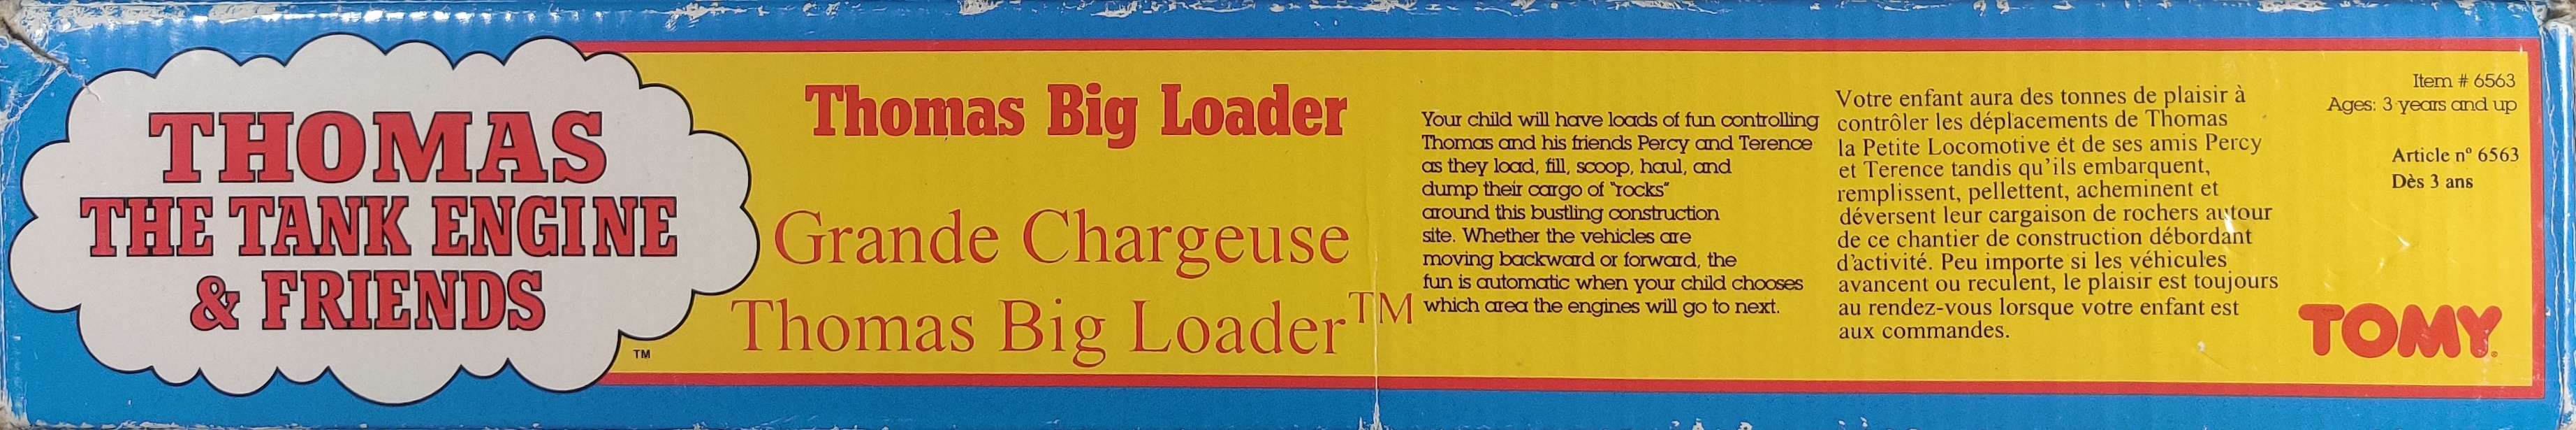 THOMAS
THE TANK ENGINE
& FRIENDS
TM
Thomas Big Loader
Grande Chargeuse
Thomas Big Loader™
Your child will have loads of fun controlling
Thomas and his friends Percy and Terence
as they load, fill, scoop, haul, and
dump their cargo of "rocks"
around this bustling construction
site. Whether the vehicles are
moving backward or forward, the
fun is automatic when your child chooses
which area the engines will go to next.
Votre enfant aura des tonnes de plaisir à
contrôler les déplacements de Thomas
la Petite Locomotive et de ses amis Percy
et Terence tandis qu'ils embarquent,
remplissent, pellettent, acheminent et
déversent leur cargaison de rochers autour
de ce chantier de construction débordant
d'activité. Peu importe si les véhicules
avancent ou reculent, le plaisir est toujours
au rendez-vous lorsque votre enfant est
aux commandes.
Item # 6563
Ages: 3 years and up
Article nº 6563
Dès 3 ans
TOMY®